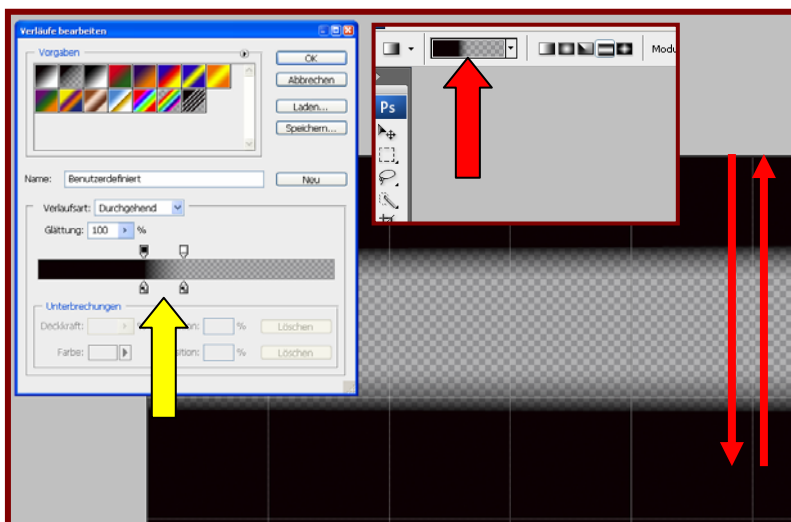 Verläufe bearbeiten
Vorgaben
OK
Abbrechen
Laden...
Speichern...
Name: Benutzerdefiniert
Neu
Verlaufsart: Durchgehend
Glättung: 100 %
Unterbrechungen
Deckkraft: % %
Löschen
Farbe: %
Löschen
Modu
Ps